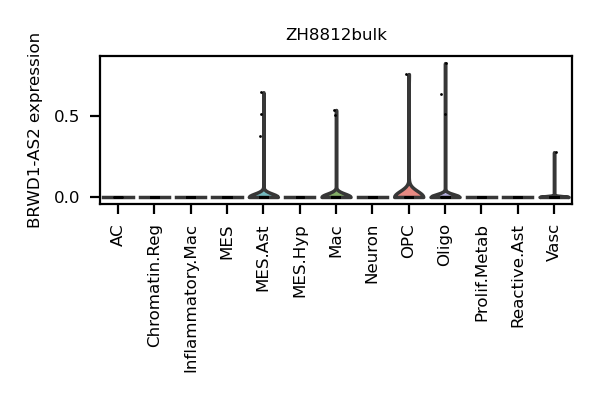 ZH8812bulk
BRWD1-AS2 expression
0.5
0.0
AC
Chromatin.Reg
Inflammatory.Mac
MES
MES.Ast
MES.Hyp
Mac
Neuron
OPC
Oligo
Prolif.Metab
Reactive.Ast
Vasc